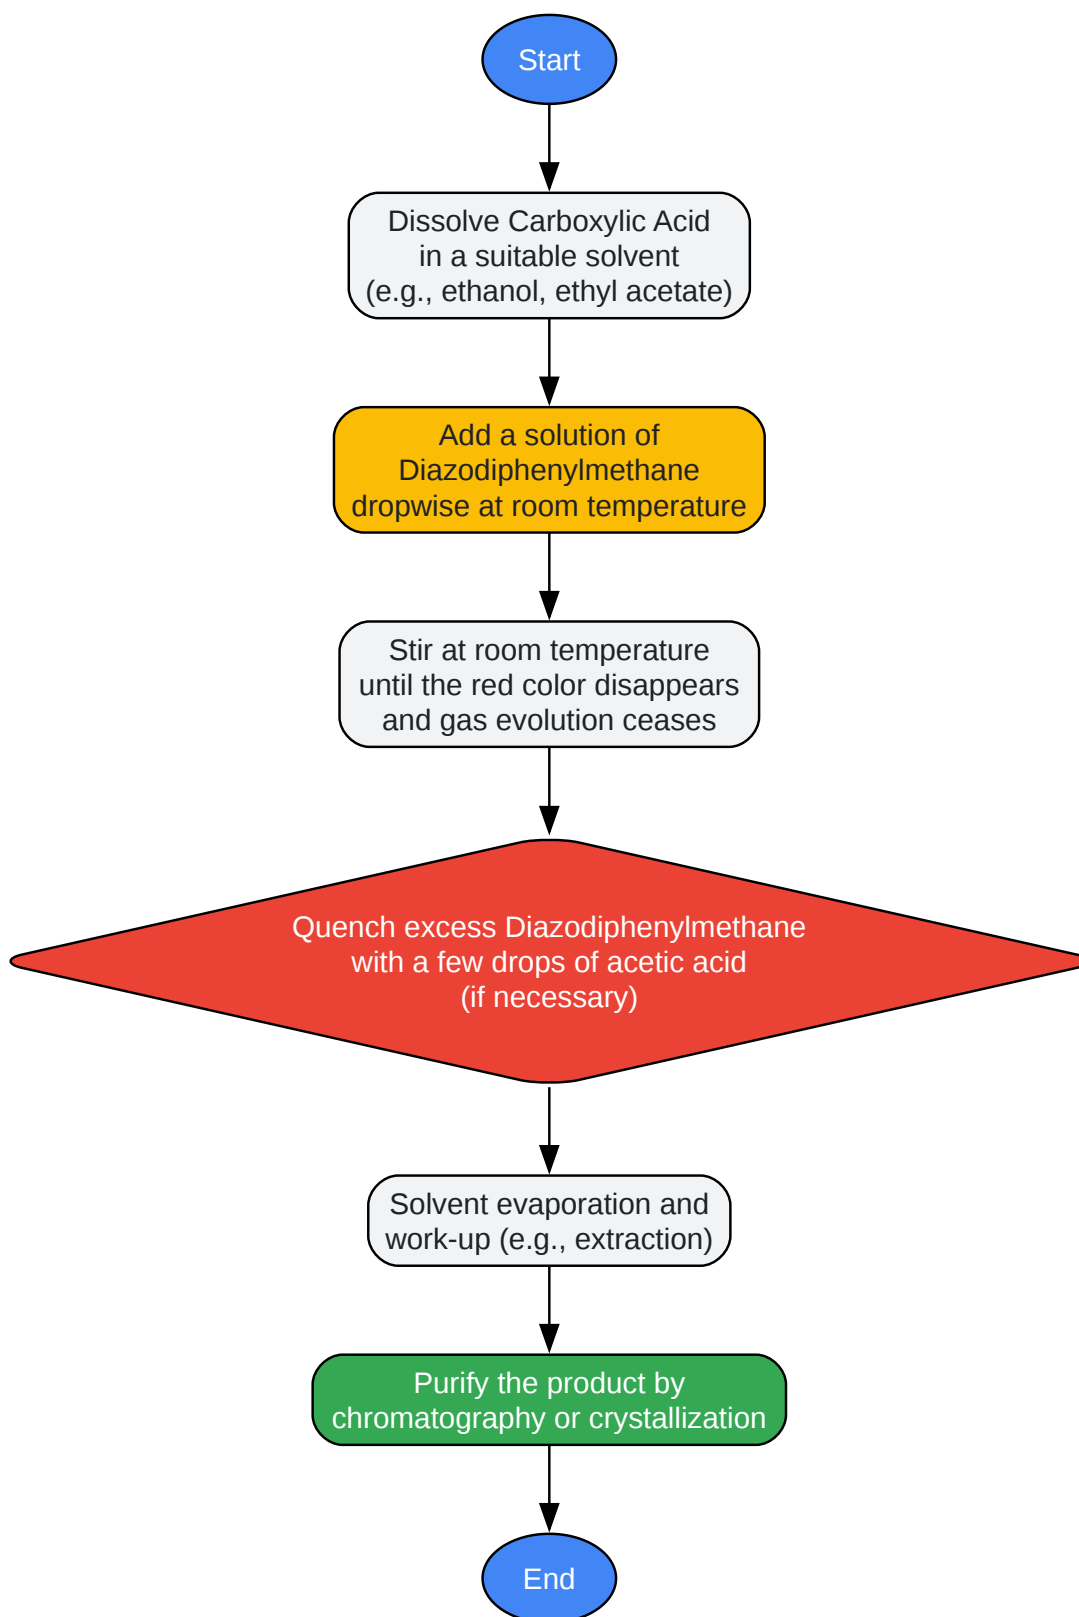 Start
Dissolve Carboxylic Acid
in a suitable solvent
(e.g., ethanol, ethyl acetate)
Add a solution of
Diazodiphenylmethane
dropwise at room temperature
Stir at room temperature
until the red color disappears
and gas evolution ceases
Quench excess Diazodiphenylmethane
with a few drops of acetic acid
(if necessary)
Solvent evaporation and
work-up (e.g., extraction)
Purify the product by
chromatography or crystallization
End